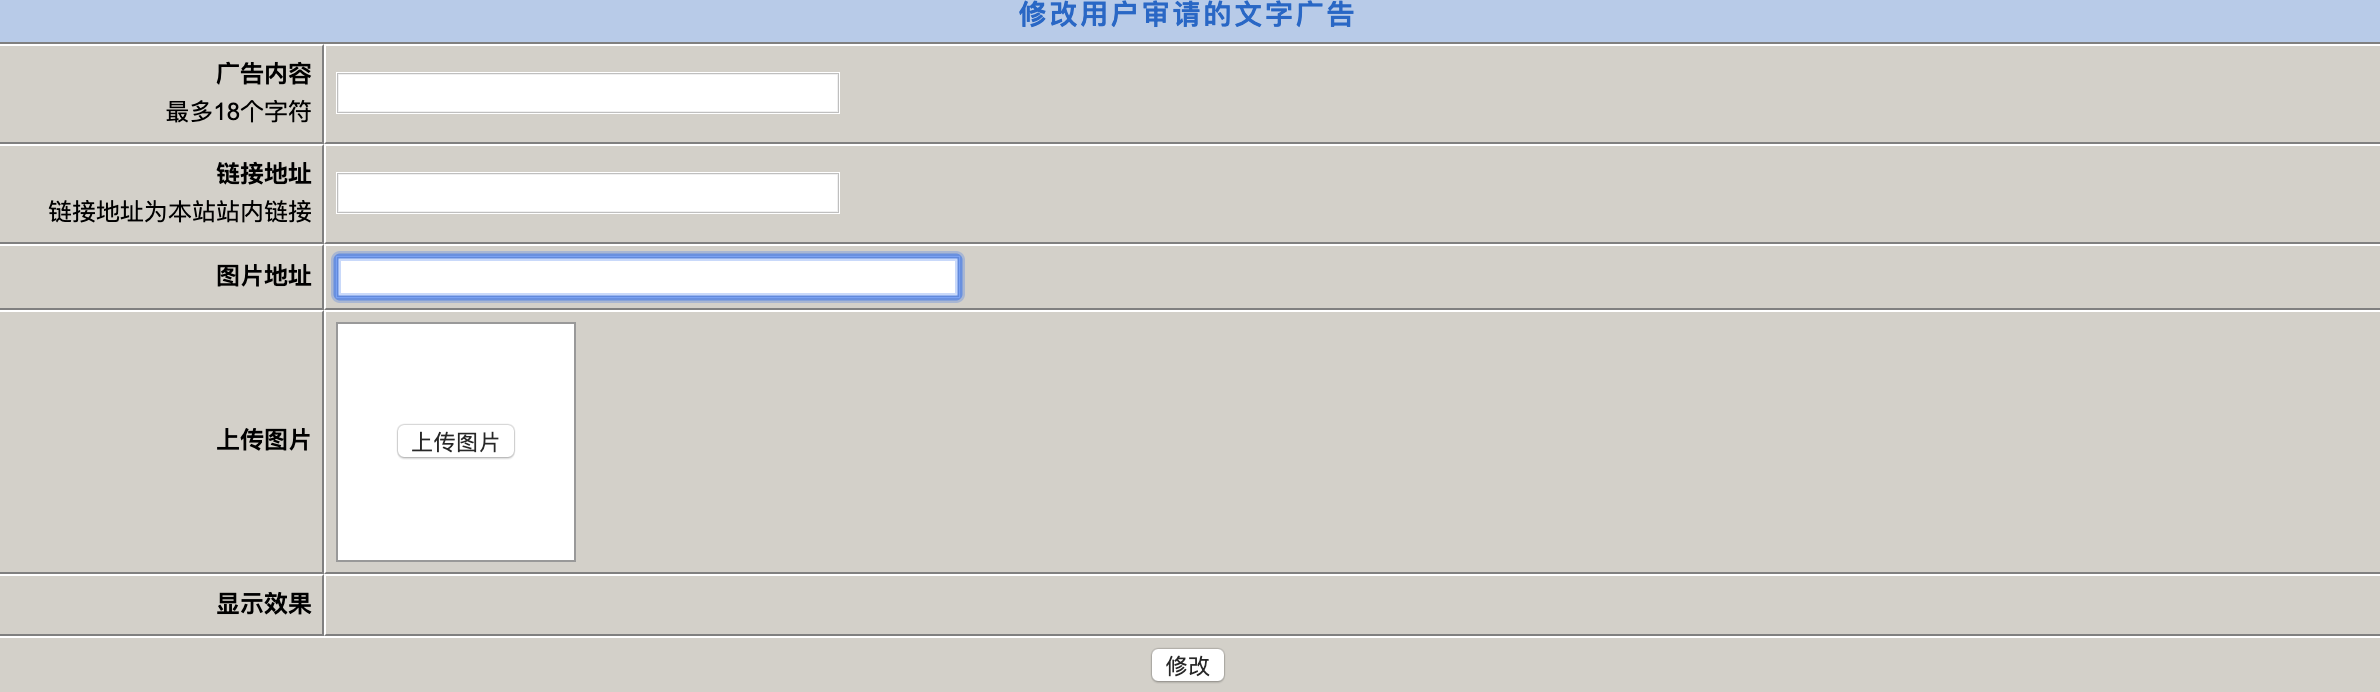 修改用户审请的文字广告
广告内容
最多18个字符
链接地址
链接地址为本站站内链接
图片地址
上传图片
上传图片
显示效果
修改